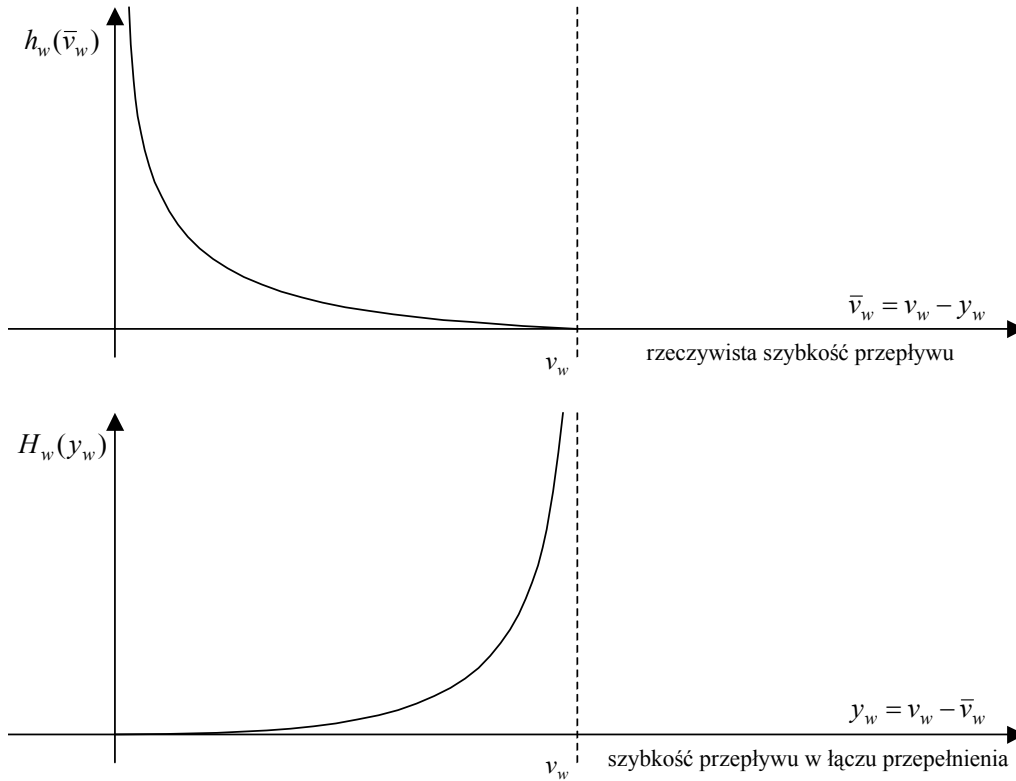 h_w(v̄_w)
v̄_w = v_w − y_w
v_w
rzeczywista szybkość przepływu
H_w(y_w)
y_w = v_w − v̄_w
v_w
szybkość przepływu w łączu przepełnienia